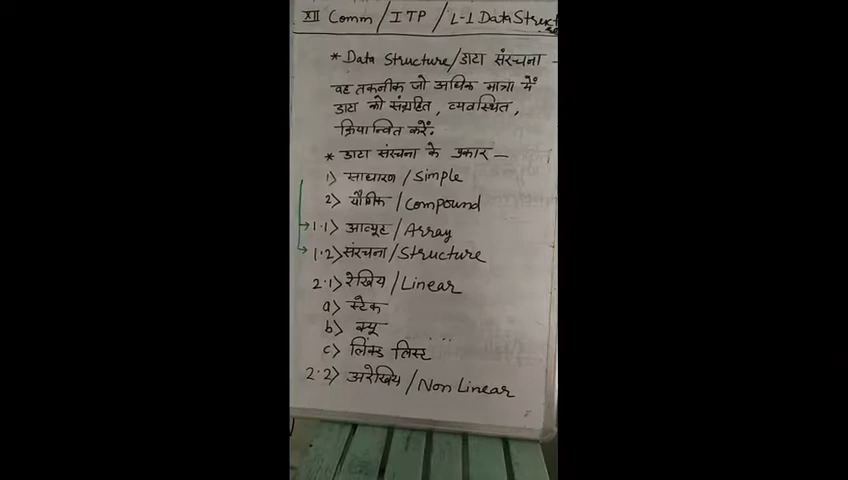 XII Comm / ITP / L-1 Data Structure
* Data Structure/डाटा संरचना -
वह तकनीक जो अधिक मात्रा में
डाटा को संग्रहित, व्यवस्थित,
क्रियान्वित करें.
* डाटा संरचना के प्रकार -
1) साधारण / Simple
2) यौगिक / Compound
1.1) आव्यूह / Array
1.2) संरचना / Structure
2.1) रेखिय / Linear
a) स्टेक
b) क्यू
c) लिंक्ड लिस्ट
2.2) अरेखिय / Non Linear